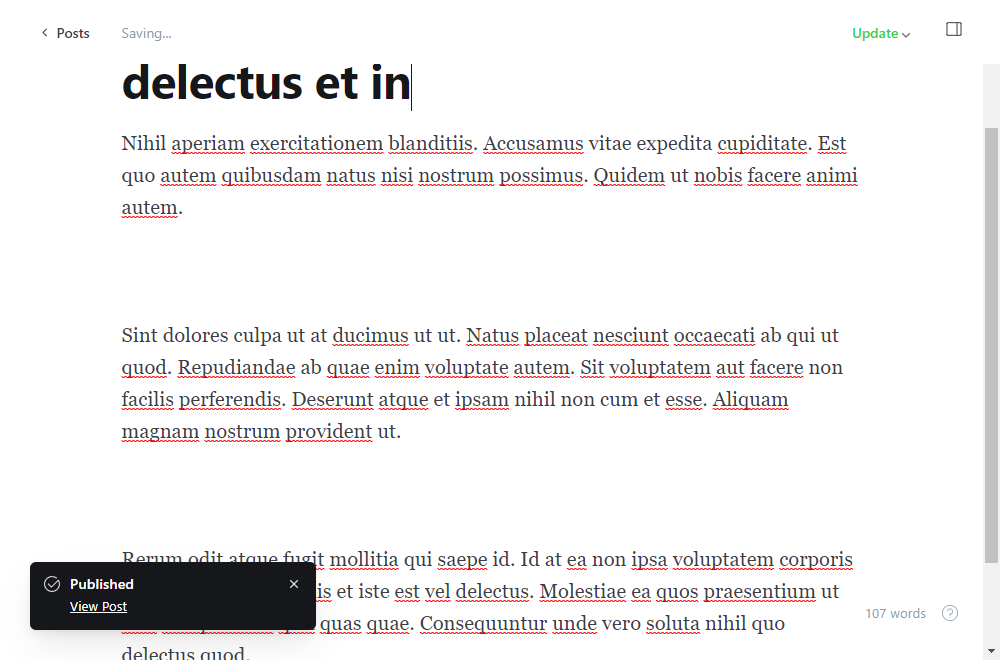 Posts
Saving...
Update
delectus et in
Nihil aperiam exercitationem blanditiis. Accusamus vitae expedita cupiditate. Est
quo autem quibusdam natus nisi nostrum possimus. Quidem ut nobis facere animi
autem.
Sint dolores culpa ut at ducimus ut ut. Natus placeat nesciunt occaecati ab qui ut
quod. Repudiandae ab quae enim voluptate autem. Sit voluptatem aut facere non
facilis perferendis. Deserunt atque et ipsam nihil non cum et esse. Aliquam
magnam nostrum provident ut.
Rerum odit atque fugit mollitia qui saepe id. Id at ea non ipsa voluptatem corporis
et iste est vel delectus. Molestiae ea quos praesentium ut
quas quae. Consequuntur unde vero soluta nihil quo
delectus quod.
Published
View Post
107 words